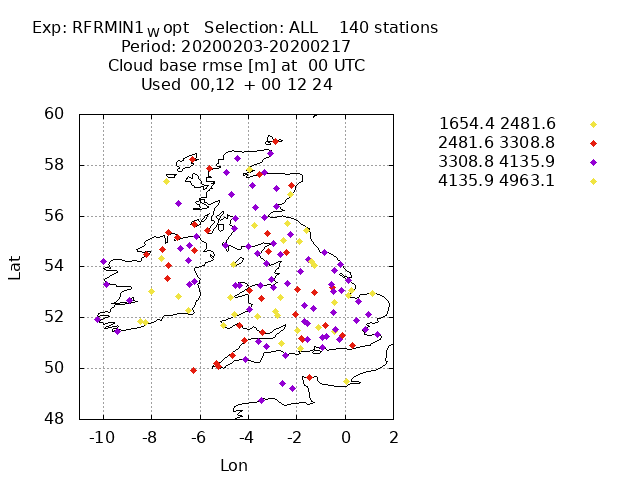 Exp: RFRMIN1 W opt Selection: ALL 140 stations
Period: 20200203-20200217
Cloud base rmse [m] at 00 UTC
Used 00,12 + 00 12 24
1654.4 2481.6
2481.6 3308.8
3308.8 4135.9
4135.9 4963.1
60
58
56
54
52
50
48
Lat
-10 -8 -6 -4 -2 0 2
Lon